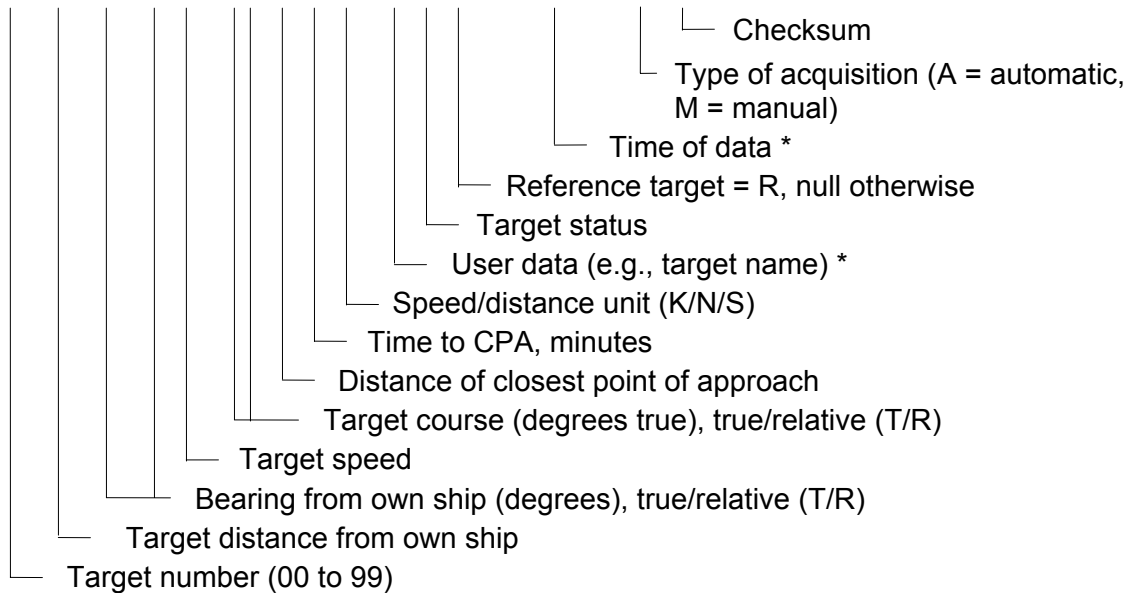 Checksum
Type of acquisition (A = automatic,
M = manual)
Time of data *
Reference target = R, null otherwise
Target status
User data (e.g., target name) *
Speed/distance unit (K/N/S)
Time to CPA, minutes
Distance of closest point of approach
Target course (degrees true), true/relative (T/R)
Target speed
Bearing from own ship (degrees), true/relative (T/R)
Target distance from own ship
Target number (00 to 99)